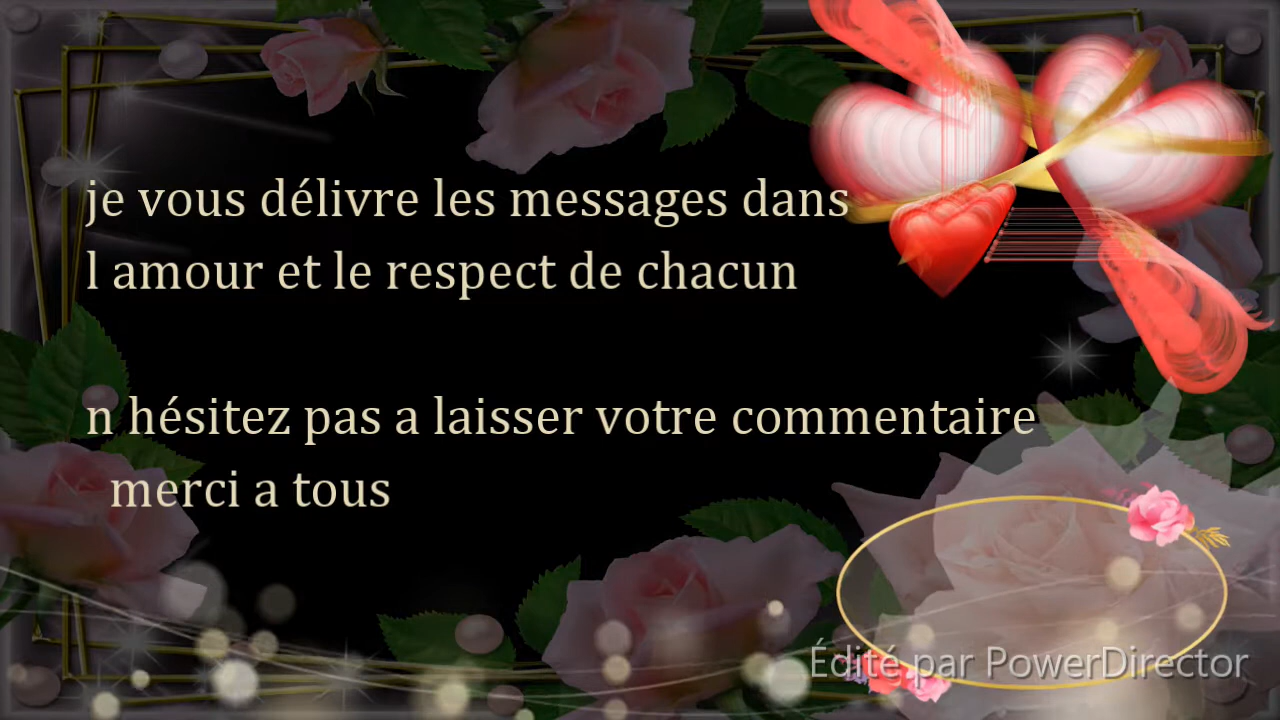 je vous délivre les messages dans
l amour et le respect de chacun
n hésitez pas a laisser votre commentaire
merci a tous
Édité par PowerDirector